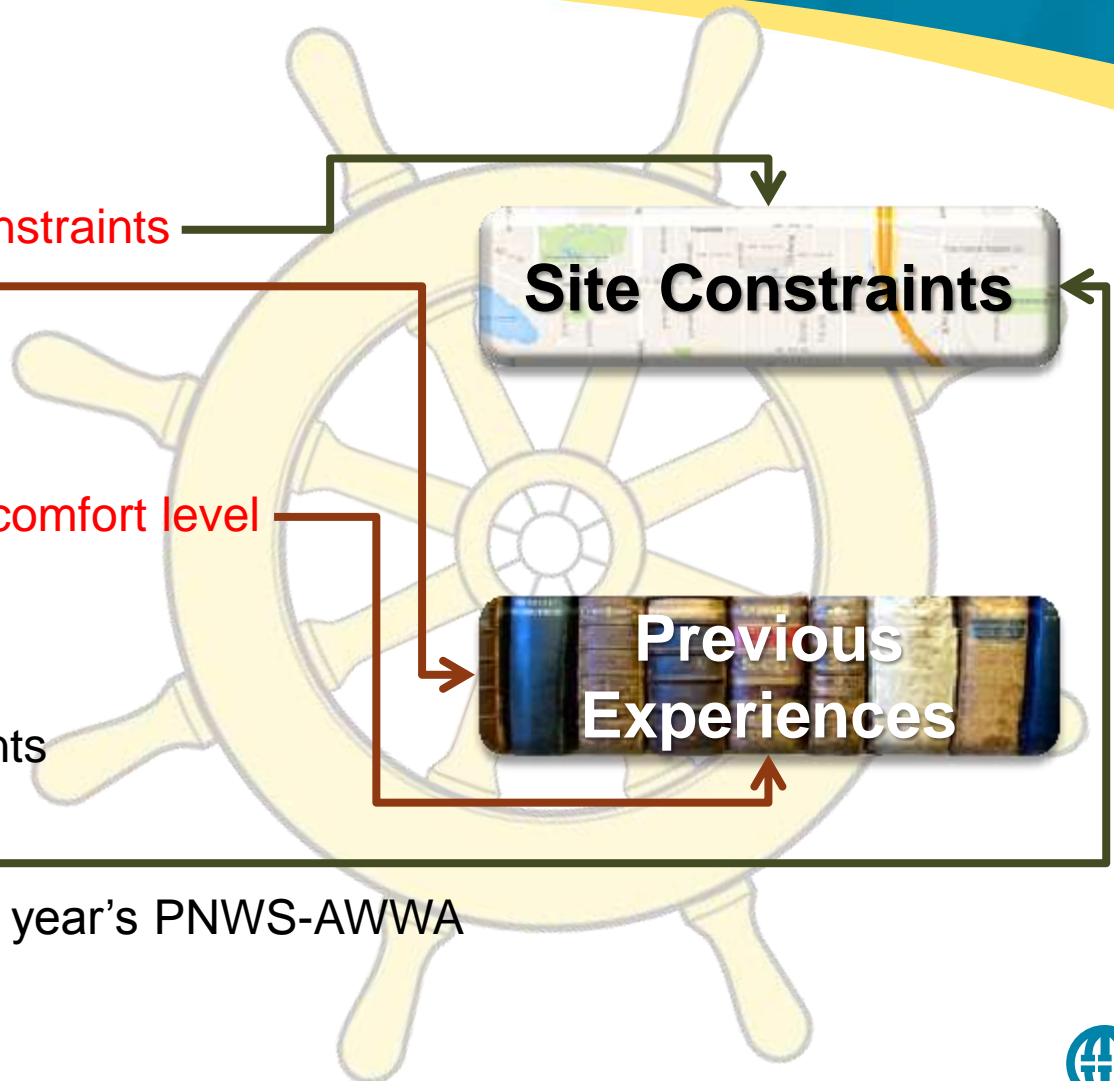 nstraints
Site Constraints
comfort level
Previous
Experiences
nts
year’s PNWS-AWWA